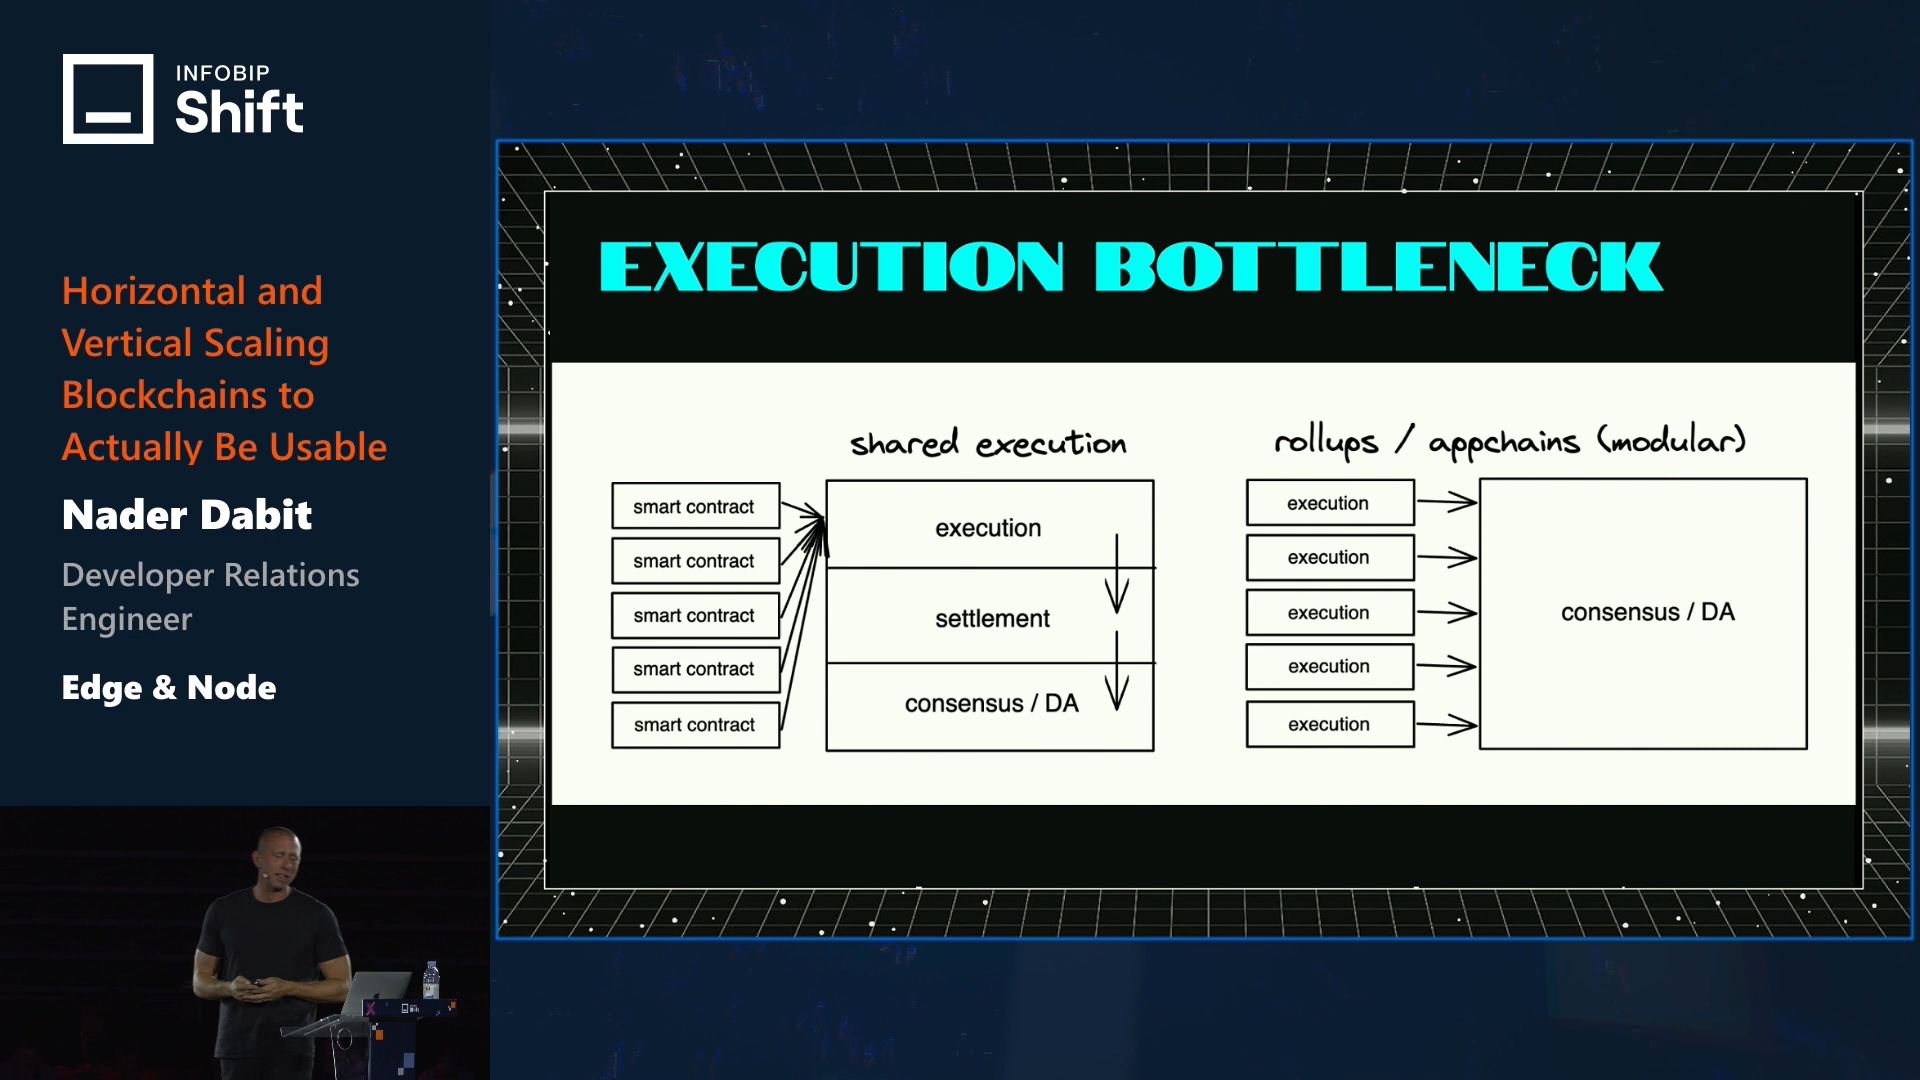 INFOBIP
Shift
Horizontal and
Vertical Scaling
Blockchains to
Actually Be Usable
Nader Dabit
Developer Relations
Engineer
Edge & Node
EXECUTION BOTTLENECK
shared execution
smart contract
smart contract
smart contract
smart contract
smart contract
execution
settlement
consensus / DA
rollups / appchains (modular)
execution
execution
execution
execution
execution
consensus / DA
Shift